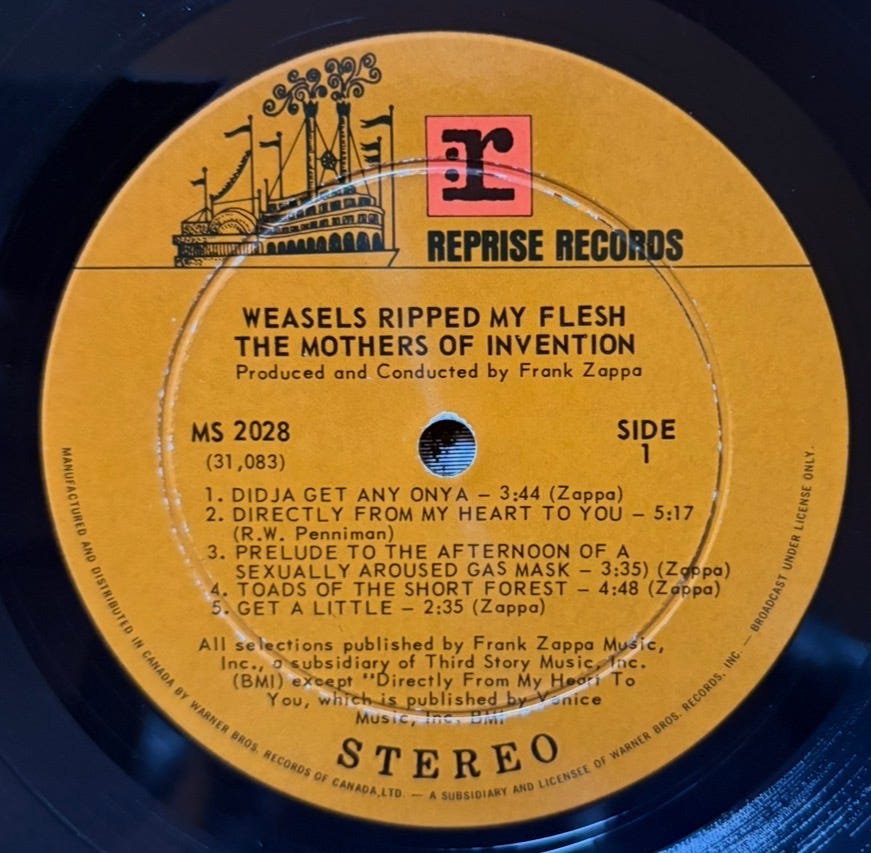 :r
REPRISE RECORDS
WEASELS RIPPED MY FLESH
THE MOTHERS OF INVENTION
Produced and Conducted by Frank Zappa
MS 2028
(31,083)
SIDE
1
1. DIDJA GET ANY ONYA – 3:44 (Zappa)
2. DIRECTLY FROM MY HEART TO YOU – 5:17
(R.W. Penniman)
3. PRELUDE TO THE AFTERNOON OF A
SEXUALLY AROUSED GAS MASK – 3:35) (Zappa)
4. TOADS OF THE SHORT FOREST – 4:48 (Zappa)
5. GET A LITTLE – 2:35 (Zappa)
All selections published by Frank Zappa Music,
Inc., a subsidiary of Third Story Music, Inc.
(BMI) except "Directly From My Heart To
You, which is published by Venice
Music, Inc. BMI
STEREO
MANUFACTURED AND DISTRIBUTED IN CANADA BY WARNER BROS. RECORDS OF CANADA, LTD. — A SUBSIDIARY AND LICENSEE OF WARNER BROS. RECORDS, INC. — BROADCAST UNDER LICENSE ONLY.